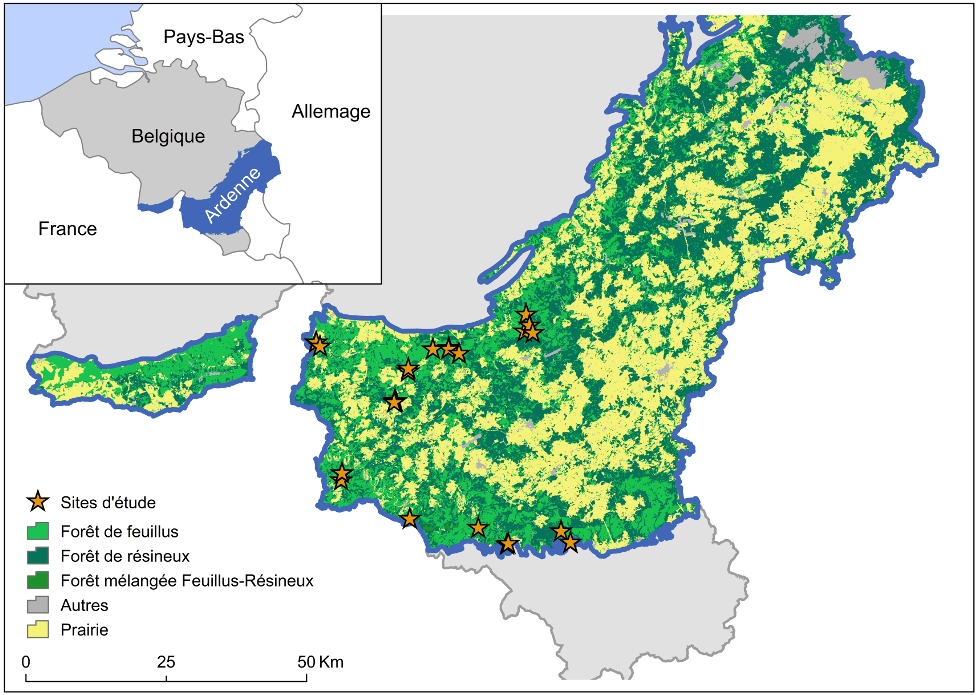 Pays-Bas
Allemage
Belgique
Ardenne
France
Sites d'étude
Forêt de feuillus
Forêt de résineux
Forêt mélangée Feuillus-Résineux
Autres
Prairie
0 25 50 Km